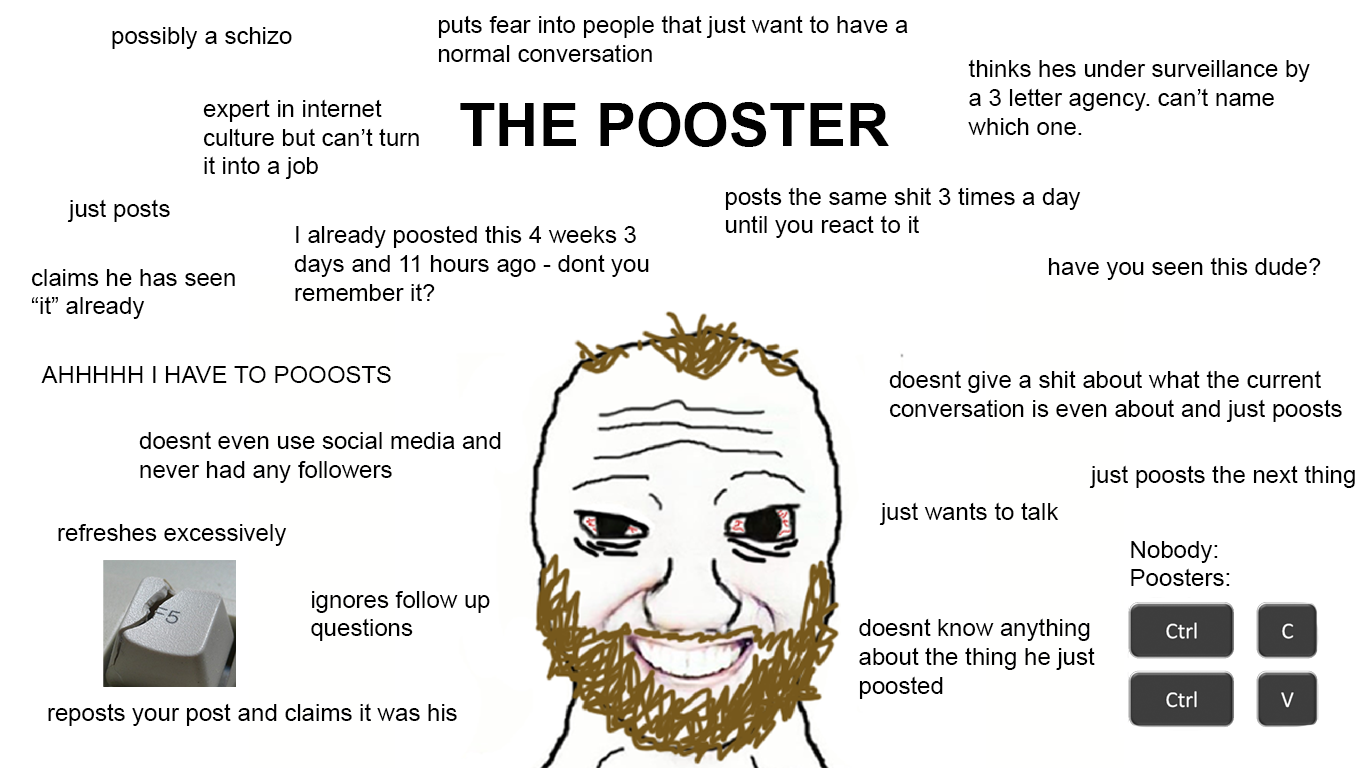 possibly a schizo
puts fear into people that just want to have a
normal conversation
thinks hes under surveillance by
a 3 letter agency. can’t name
which one.
expert in internet
culture but can’t turn
it into a job
THE POOSTER
just posts
posts the same shit 3 times a day
until you react to it
I already poosted this 4 weeks 3
days and 11 hours ago - dont you
remember it?
have you seen this dude?
claims he has seen
“it” already
AHHHHH I HAVE TO POOOSTS
doesnt give a shit about what the current
conversation is even about and just poosts
doesnt even use social media and
never had any followers
just poosts the next thing
just wants to talk
refreshes excessively
F5
Nobody:
Poosters:
Ctrl
C
Ctrl
V
ignores follow up
questions
doesnt know anything
about the thing he just
poosted
reposts your post and claims it was his